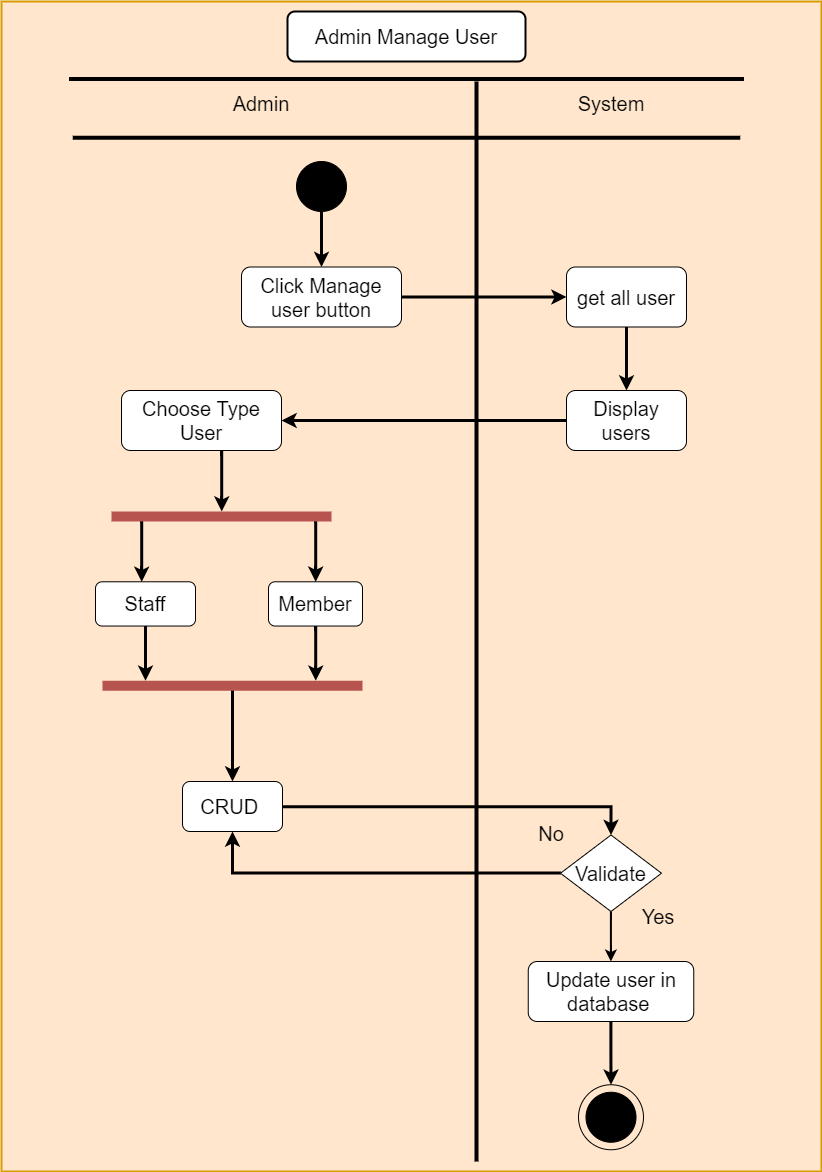 Admin Manage User
Admin
System
Click Manage
user button
get all user
Choose Type
User
Display
users
Staff
Member
CRUD
No
Validate
Yes
Update user in
database